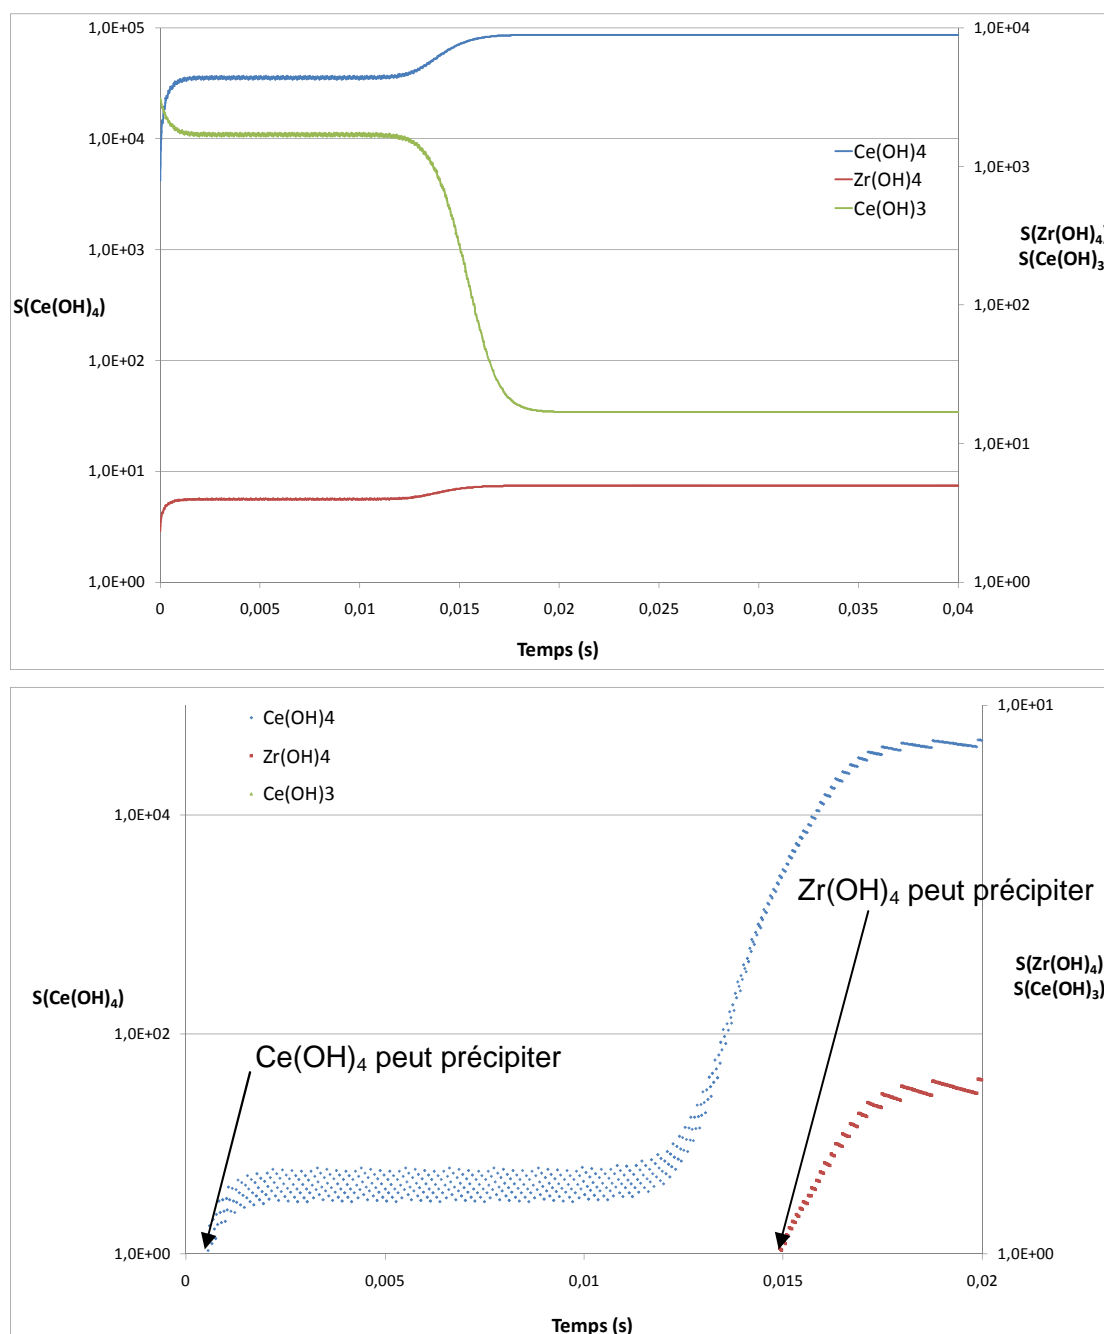 1,0E+05
1,0E+04
1,0E+03
1,0E+02
1,0E+01
1,0E+00
S(Ce(OH)₄)
Ce(OH)4
Zr(OH)4
Ce(OH)3
1,0E+04
1,0E+03
1,0E+02
1,0E+01
1,0E+00
S(Zr(OH)₄)
S(Ce(OH)₃
0 0,005 0,01 0,015 0,02 0,025 0,03 0,035 0,04
Temps (s)
Ce(OH)4
Zr(OH)4
Ce(OH)3
1,0E+04
1,0E+02
1,0E+00
S(Ce(OH)₄)
Zr(OH)₄ peut précipiter
Ce(OH)₄ peut précipiter
1,0E+01
1,0E+00
S(Zr(OH)₄)
S(Ce(OH)₃)
0 0,005 0,01 0,015 0,02
Temps (s)